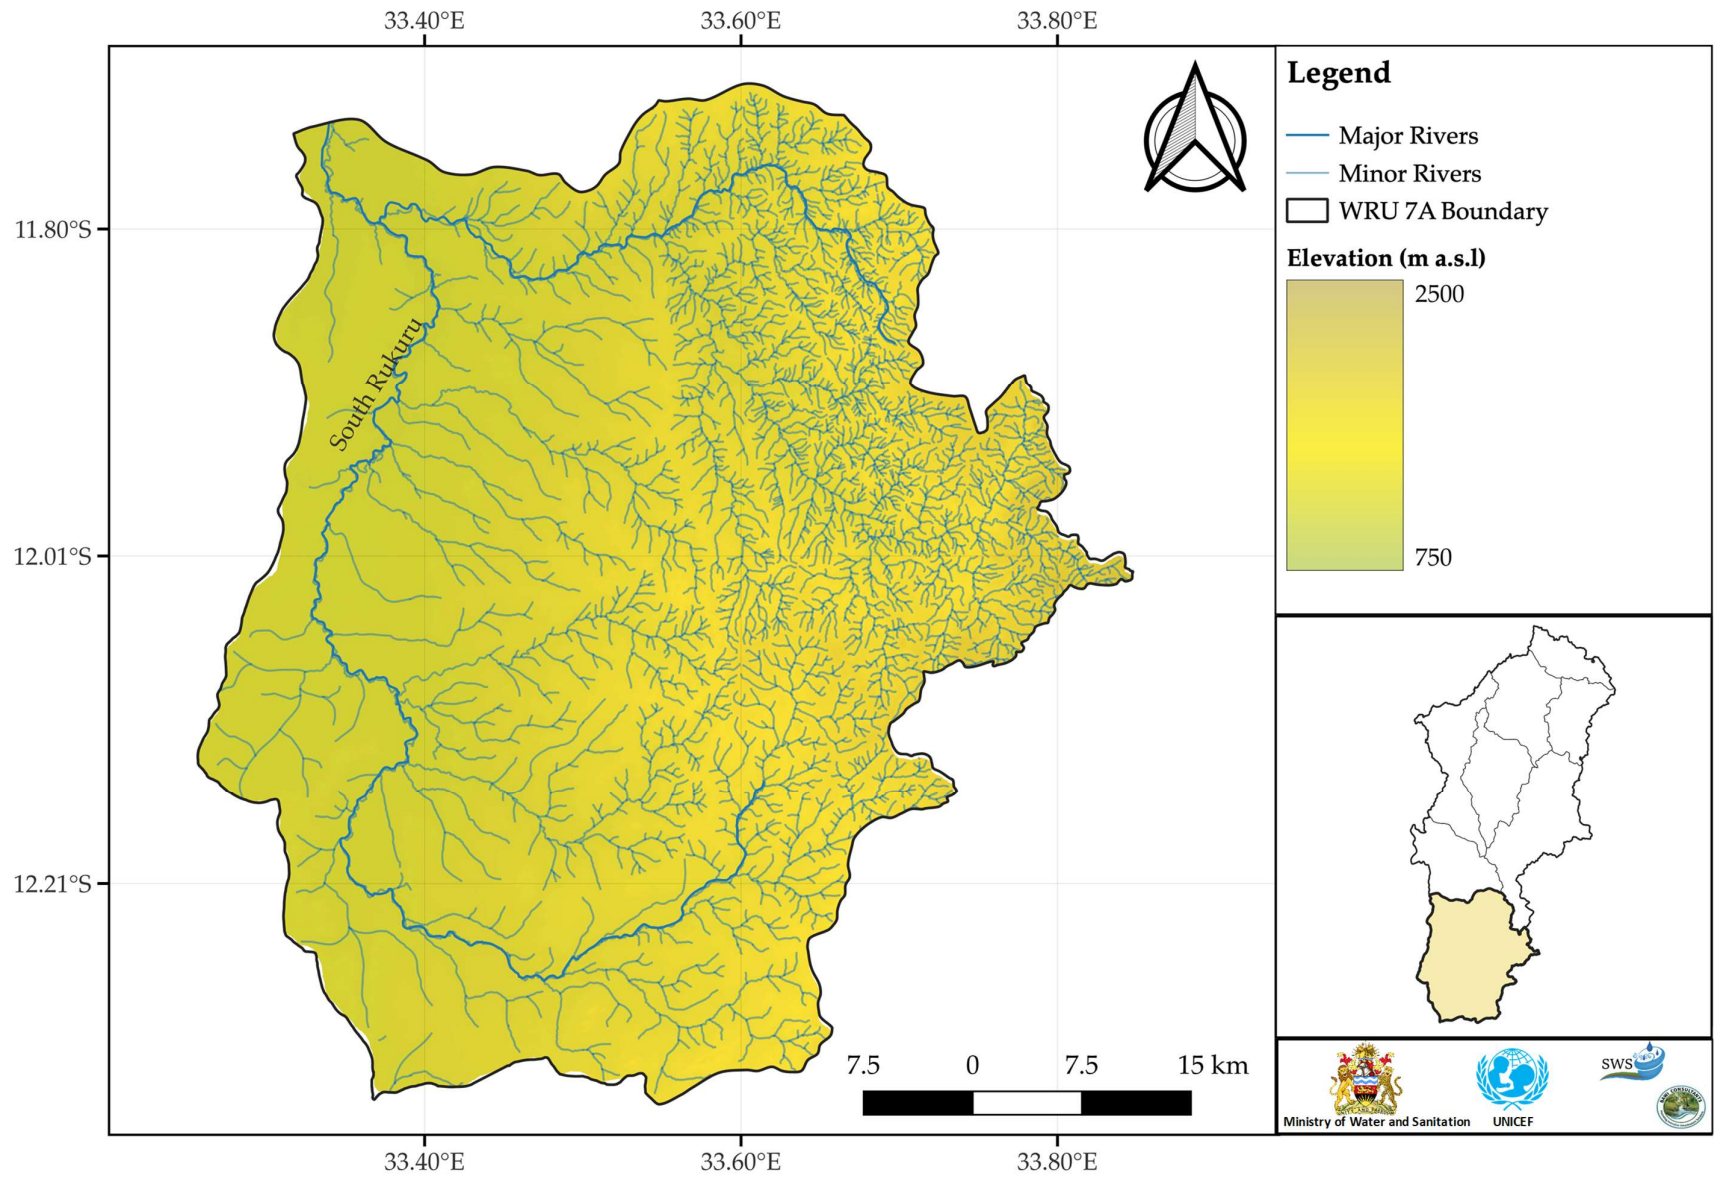 33.40°E 33.60°E 33.80°E
Legend
Major Rivers
Minor Rivers
WRU 7A Boundary
Elevation (m a.s.l)
2500
750
11.80°S
12.01°S
12.21°S
South Rukuru
7.5 0 7.5 15 km
33.40°E 33.60°E 33.80°E
Ministry of Water and Sanitation
UNICEF
SWS